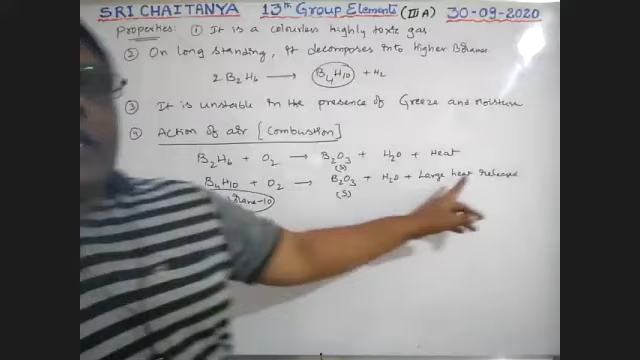 SRI CHAITANYA 13th Group Elements (III A) 30-09-2020
Properties: ① It is a colourless highly toxic gas
② On long standing, it decomposes into higher Borane
2 B2H6 → B4H10 + H2
③ It is unstable in the presence of Greeze and moisture
④ Action of air [Combustion]
B2H6 + O2 → B2O3 + H2O + Heat
(S)
B4H10 + O2 → B2O3 + H2O + Large heat released
-10 (S)